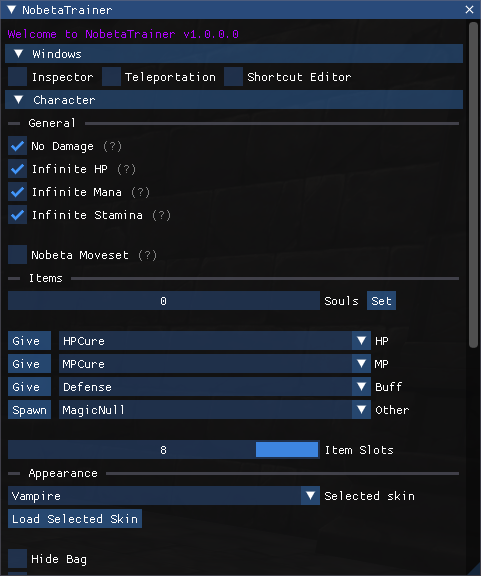 NobetaTrainer
Welcome to NobetaTrainer v1.0.0.0
Windows
Inspector Teleportation Shortcut Editor
Character
General
No Damage (?)
Infinite HP (?)
Infinite Mana (?)
Infinite Stamina (?)
Nobeta Moveset (?)
Items
0 Souls Set
Give HPCure HP
Give MPCure MP
Give Defense Buff
Spawn MagicNull Other
8 Item Slots
Appearance
Vampire Selected skin
Load Selected Skin
Hide Bag